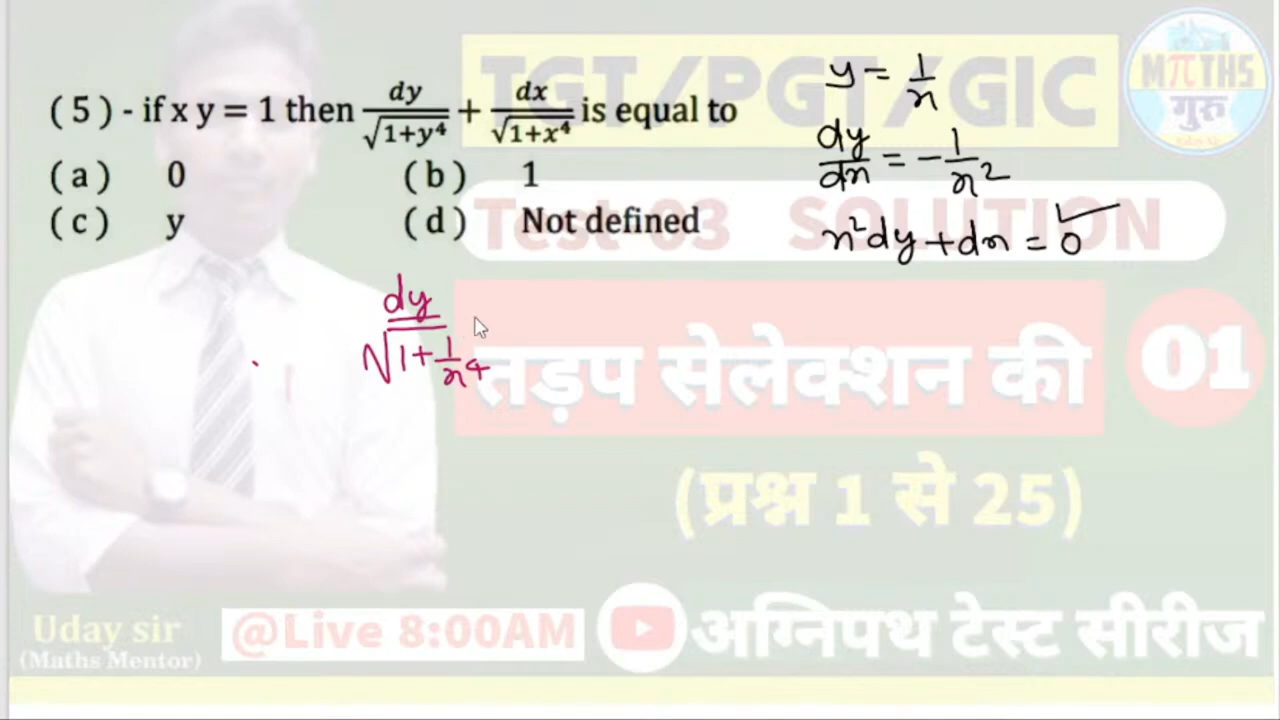 TGT/PGT/GIC
MπTHS
गुरु
( 5 ) - if x y = 1 then dy/√1+y⁴ + dx/√1+x⁴ is equal to
( a ) 0 ( b ) 1
( c ) y ( d ) Not defined
y = 1/x
dy/dx = -1/x²
x²dy+dx = 0
Test-03 SOLUTION
dy/√1+1/x⁴
तड़प सेलेक्शन की 01
(प्रश्न 1 से 25)
Uday sir
(Maths Mentor)
@Live 8:00AM
अग्निपथ टेस्ट सीरीज